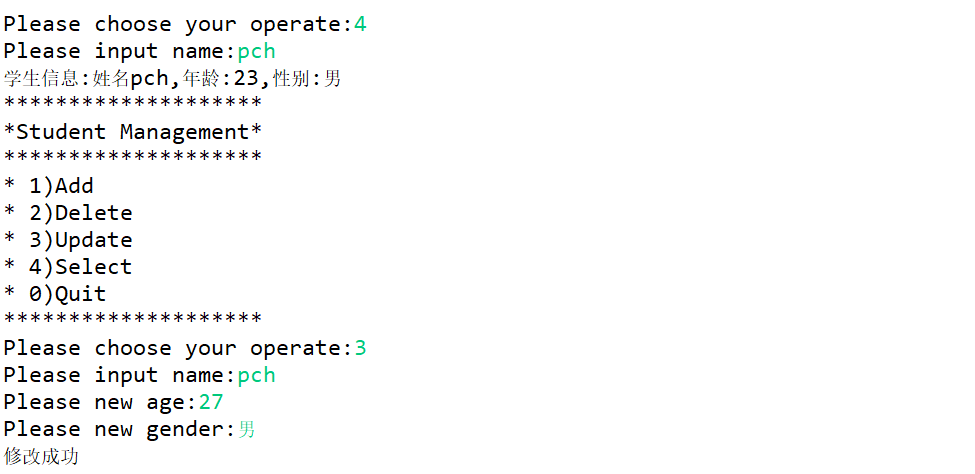 Please choose your operate:4
Please input name:pch
学生信息:姓名pch,年龄:23,性别:男
********************
*Student Management*
********************
* 1)Add
* 2)Delete
* 3)Update
* 4)Select
* 0)Quit
********************
Please choose your operate:3
Please input name:pch
Please new age:27
Please new gender:男
修改成功